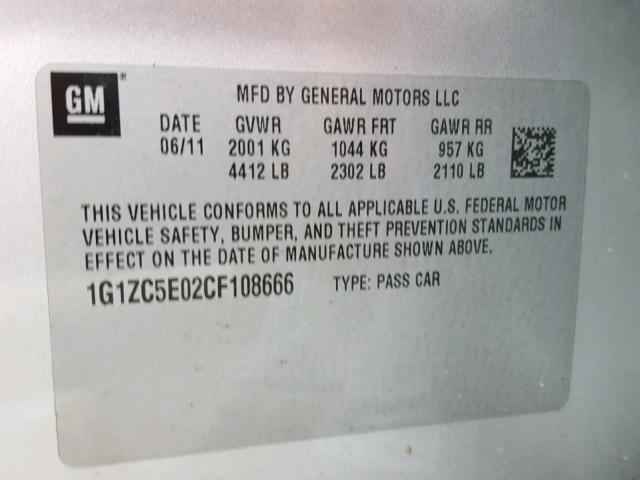 GM ®
MFD BY GENERAL MOTORS LLC
DATE GVWR GAWR FRT GAWR RR
06/11 2001 KG 1044 KG 957 KG
4412 LB 2302 LB 2110 LB
THIS VEHICLE CONFORMS TO ALL APPLICABLE U.S. FEDERAL MOTOR
VEHICLE SAFETY, BUMPER, AND THEFT PREVENTION STANDARDS IN
EFFECT ON THE DATE OF MANUFACTURE SHOWN ABOVE.
1G1ZC5E02CF108666 TYPE: PASS CAR